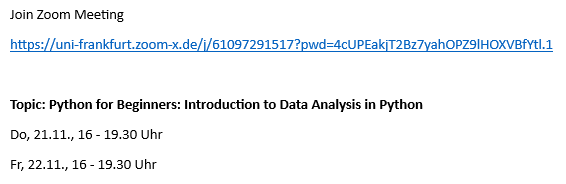 Join Zoom Meeting
https://uni-frankfurt.zoom-x.de/j/61097291517?pwd=4cUPEakjT2Bz7yahOPZ9lHOXVBfYtl.1
Topic: Python for Beginners: Introduction to Data Analysis in Python
Do, 21.11., 16 - 19.30 Uhr
Fr, 22.11., 16 - 19.30 Uhr